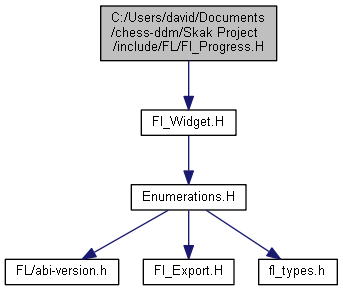 C:/Users/david/Documents
/chess-ddm/Skak Project
/include/FL/Fl_Progress.H
Fl_Widget.H
Enumerations.H
FL/abi-version.h
Fl_Export.H
fl_types.h